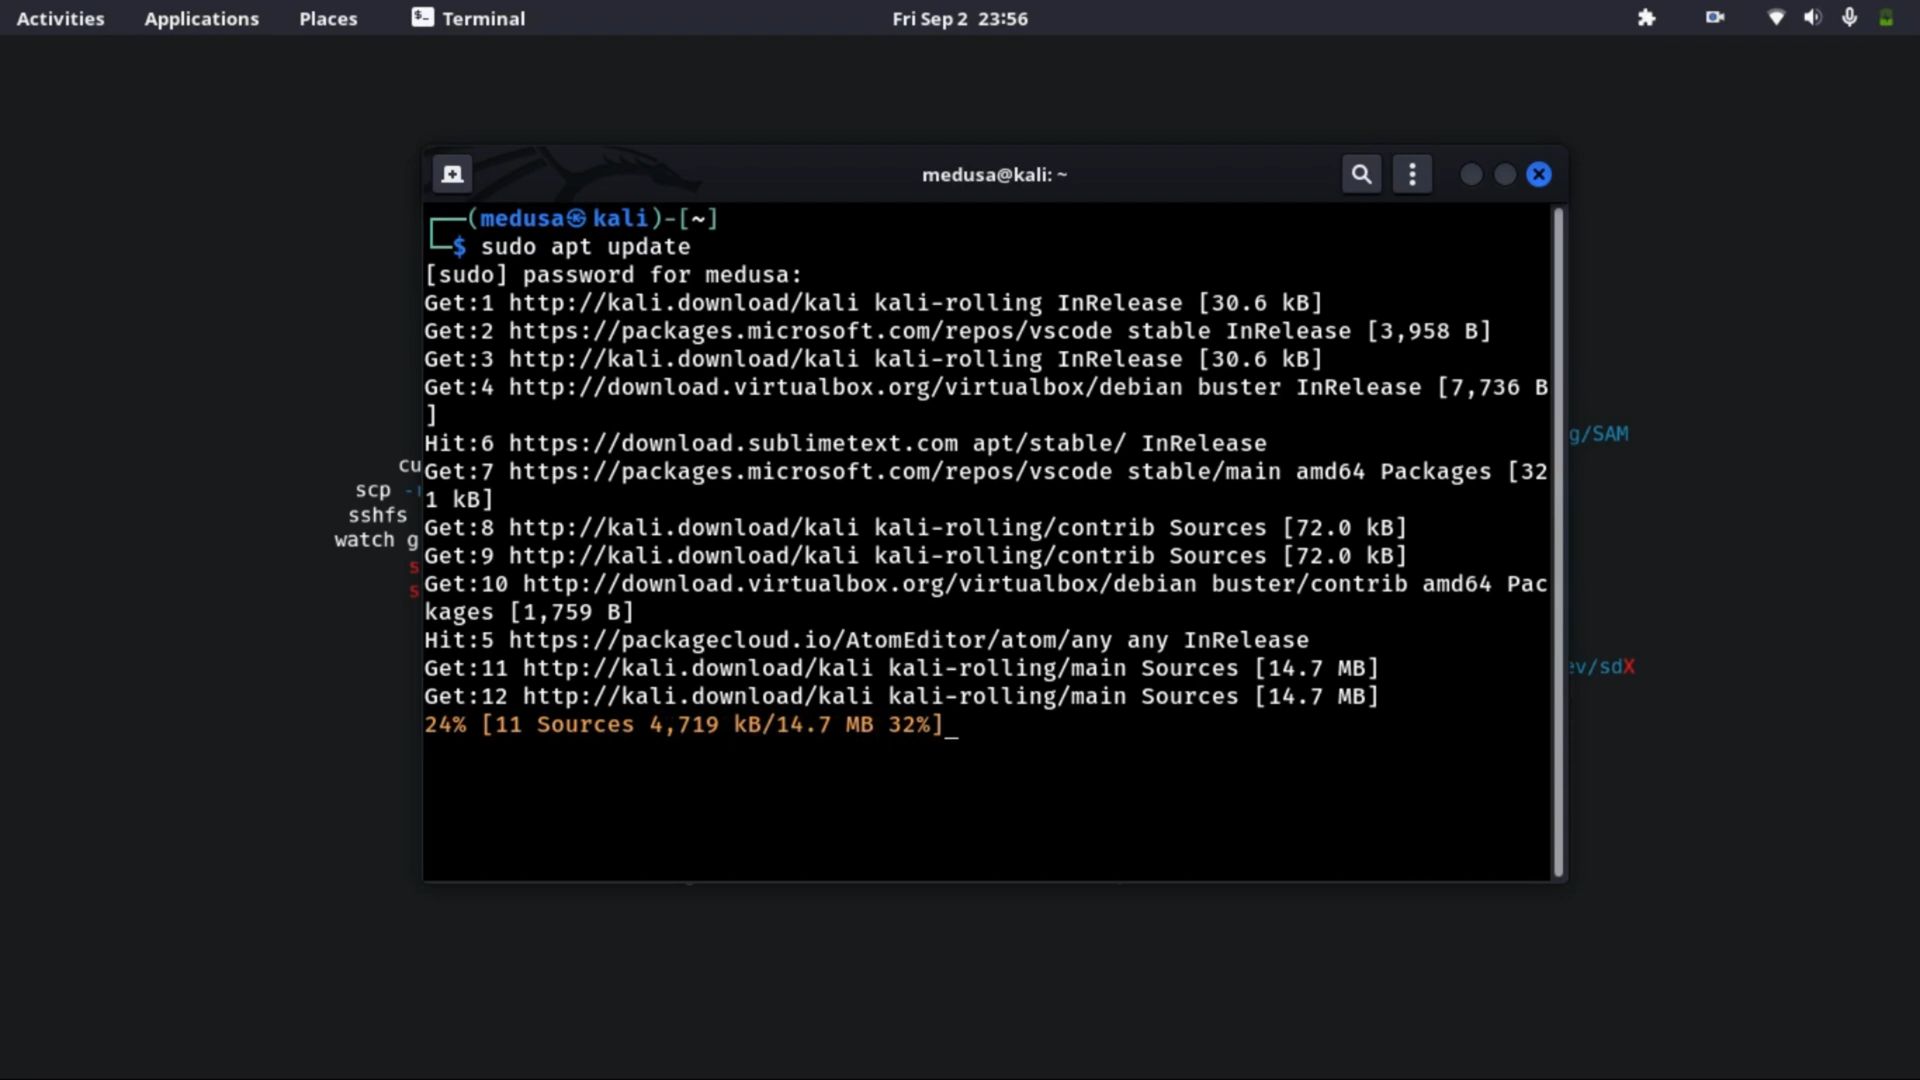 Activities Applications Places Terminal Fri Sep 2 23:56
medusa@kali: ~
(medusa㉿kali)-[~]
$ sudo apt update
[sudo] password for medusa:
Get:1 http://kali.download/kali kali-rolling InRelease [30.6 kB]
Get:2 https://packages.microsoft.com/repos/vscode stable InRelease [3,958 B]
Get:3 http://kali.download/kali kali-rolling InRelease [30.6 kB]
Get:4 http://download.virtualbox.org/virtualbox/debian buster InRelease [7,736 B
]
Hit:6 https://download.sublimetext.com apt/stable/ InRelease
Get:7 https://packages.microsoft.com/repos/vscode stable/main amd64 Packages [32
1 kB]
Get:8 http://kali.download/kali kali-rolling/contrib Sources [72.0 kB]
Get:9 http://kali.download/kali kali-rolling/contrib Sources [72.0 kB]
Get:10 http://download.virtualbox.org/virtualbox/debian buster/contrib amd64 Pac
kages [1,759 B]
Hit:5 https://packagecloud.io/AtomEditor/atom/any any InRelease
Get:11 http://kali.download/kali kali-rolling/main Sources [14.7 MB]
Get:12 http://kali.download/kali kali-rolling/main Sources [14.7 MB]
24% [11 Sources 4,719 kB/14.7 MB 32%]_
cu
scp -r
sshfs
watch g
s
s
g/SAM
ev/sdX